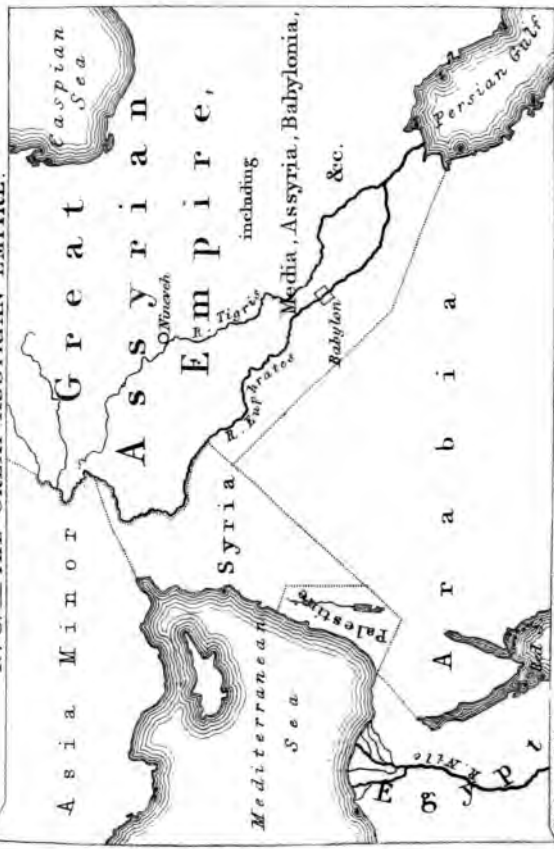 Asia Minor
Caspian
Sea
Great
Assyrian
Empire,
including
Media, Assyria, Babylonia,
&c.
Nineveh
R. Tigris
R. Euphrates
Babylon
Syria
Palestine
Mediterranean
Sea
Persian Gulf
Arabia
Red
R. Nile
Egypt